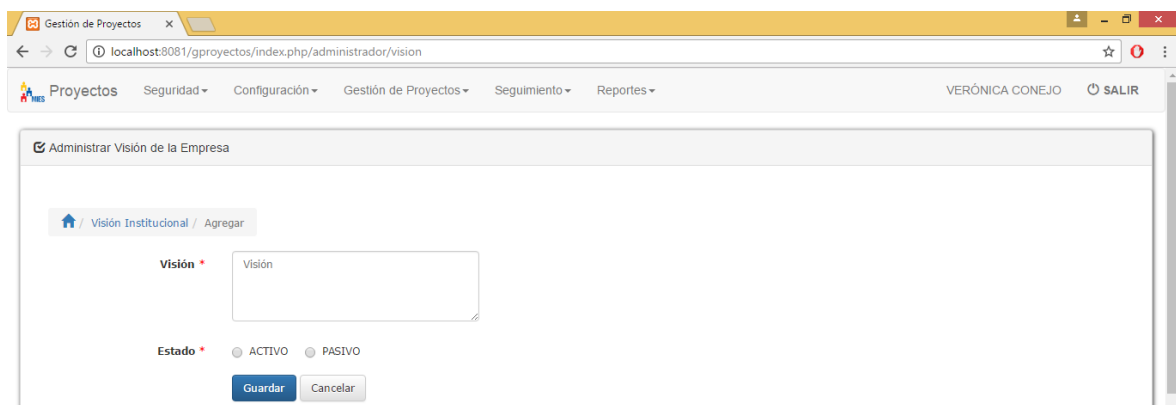 Gestión de Proyectos
localhost:8081/gproyectos/index.php/administrador/vision
MIES Proyectos Seguridad Configuración Gestión de Proyectos Seguimiento Reportes VERÓNICA CONEJO SALIR
Administrar Visión de la Empresa
/ Visión Institucional / Agregar
Visión * Visión
Estado * ACTIVO PASIVO
Guardar Cancelar